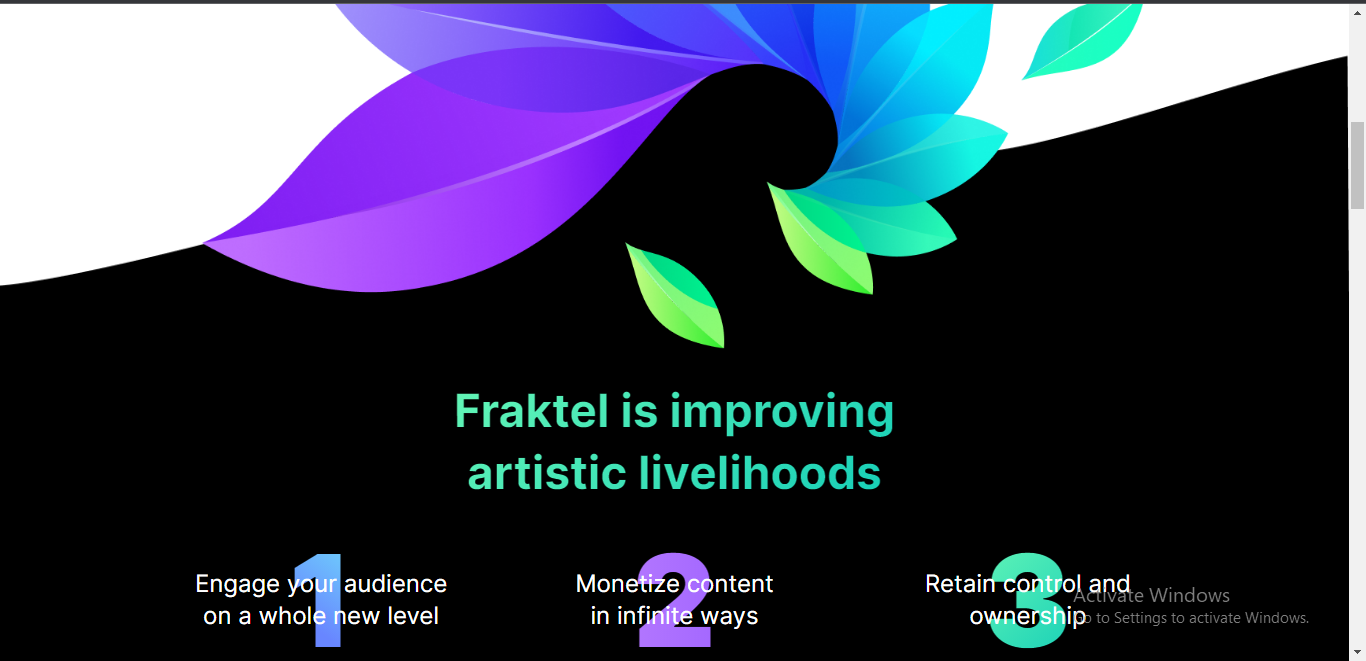 Fraktel is improving
artistic livelihoods
1
Engage your audience
on a whole new level
2
Monetize content
in infinite ways
3
Retain control and
ownership
Activate Windows
Go to Settings to activate Windows.